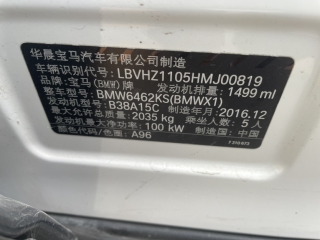 华晨宝马汽车有限公司制造
车辆识别代号: LBVHZ1105HMJ00819
品牌:宝马(BMW)牌 发动机排量: 1499 ml
整车型号: BMW6462KS(BMWX1)
发动机型号: B38A15C 制造年月: 2016.12
最大允许总质量: 2035 kg 乘坐人数: 5 人
发动机最大功率: 100 kW 制造国: 中国
车身颜色/色号: A96